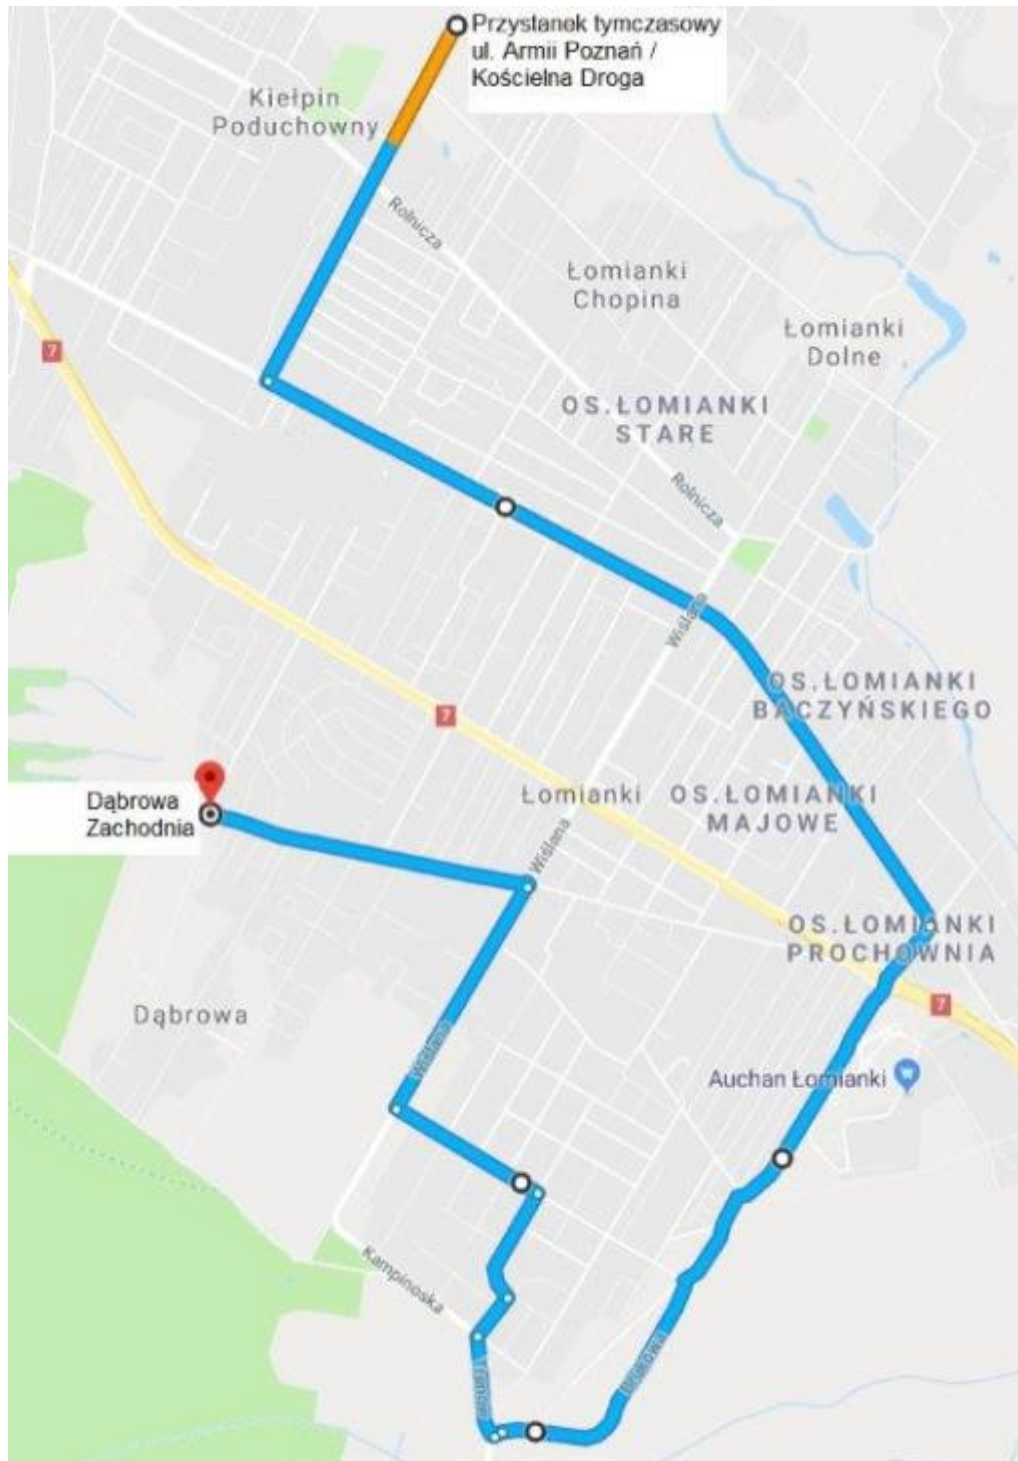 Przystanek tymczasowy
ul. Armii Poznań /
Kościelna Droga
Kiełpin
Poduchowny
Rolnicza
Łomianki
Chopina
Łomianki
Dolne
7
OS.ŁOMIANKI
STARE
Rolnicza
Wiślana
OS.ŁOMIANKI
BACZYŃSKIEGO
7
Dąbrowa
Zachodnia
Łomianki
OS.ŁOMIANKI
MAJOWE
Wiślana
OS.ŁOMIANKI
PROCHOWNIA
7
Dąbrowa
Wiślana
Auchan Łomianki
Kampinoska
Brukowa